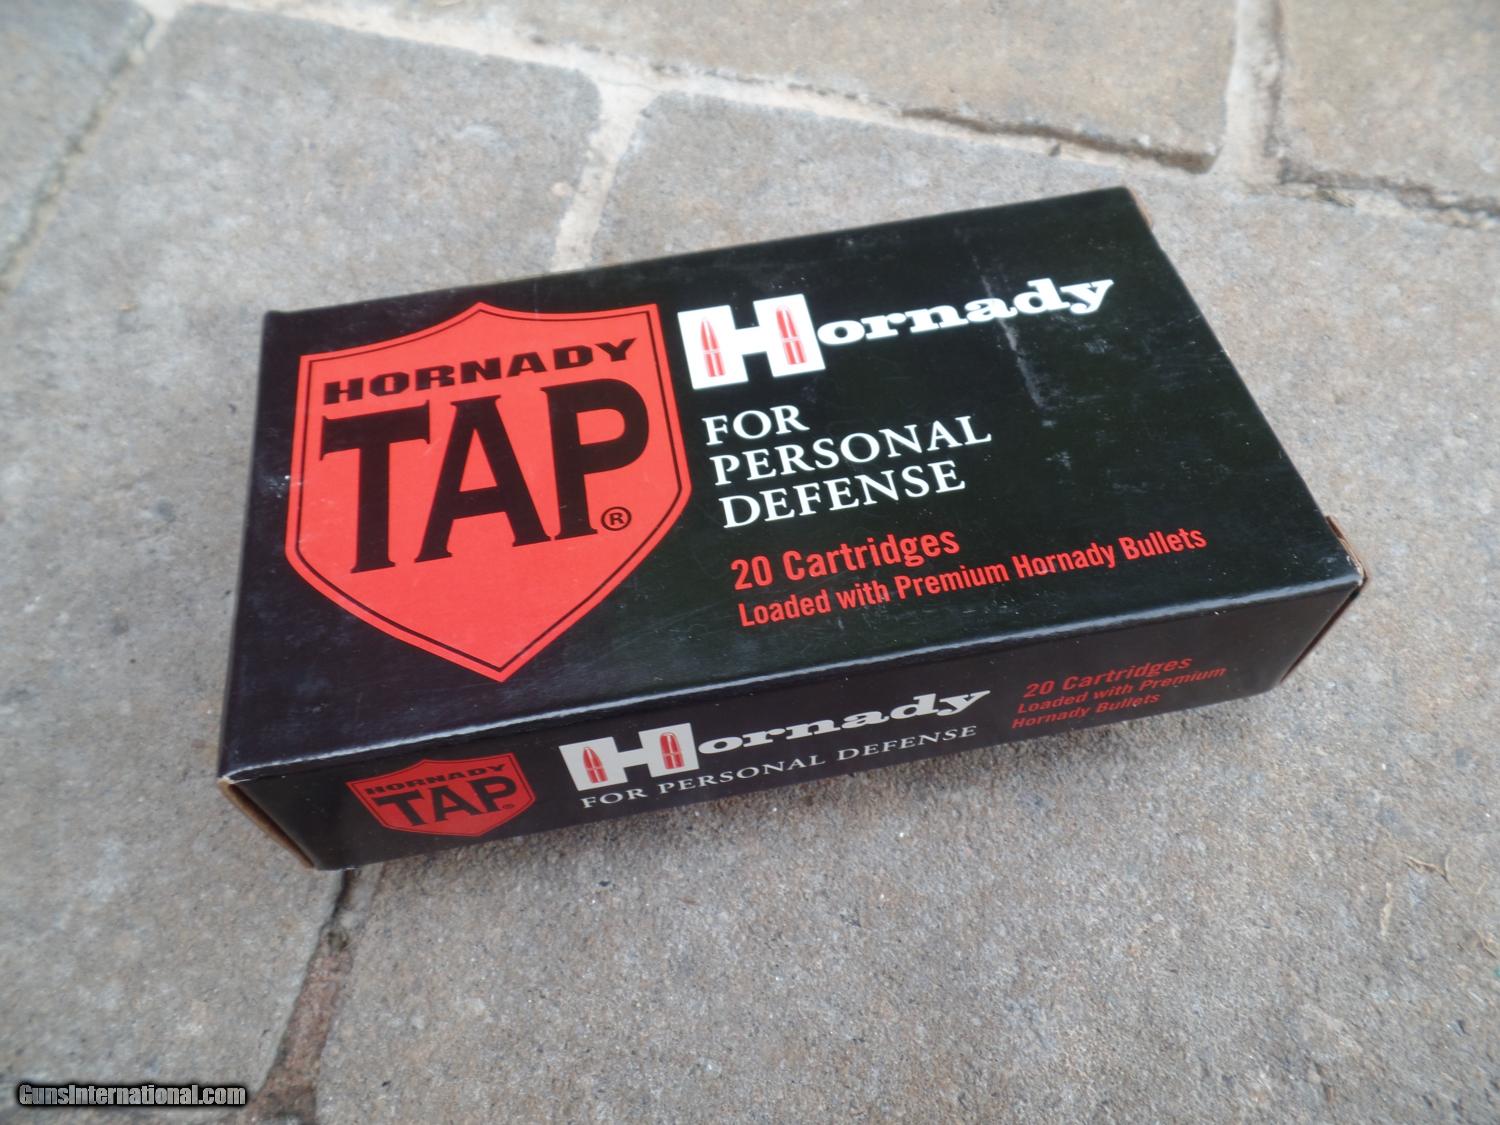 HORNADY
TAP®
Hornady
FOR
PERSONAL
DEFENSE
20 Cartridges
Loaded with Premium Hornady Bullets
HORNADY
TAP®
Hornady
FOR PERSONAL DEFENSE
20 Cartridges
Loaded with Premium
Hornady Bullets
GunsInternational.com